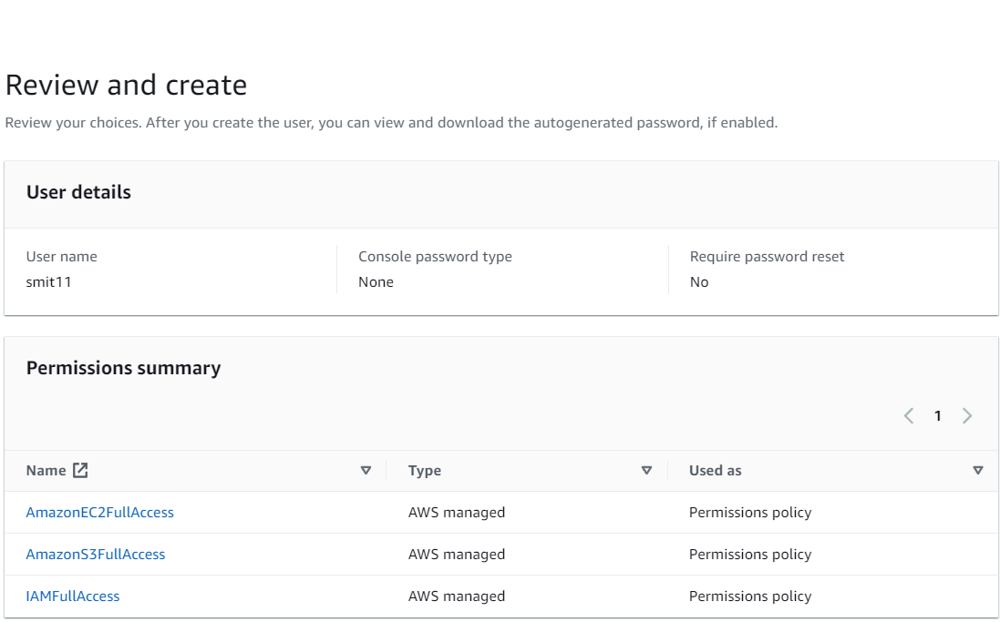 Review and create
Review your choices. After you create the user, you can view and download the autogenerated password, if enabled.
User details
User name
smit11
Console password type
None
Require password reset
No
Permissions summary
1
Name Type Used as
AmazonEC2FullAccess AWS managed Permissions policy
AmazonS3FullAccess AWS managed Permissions policy
IAMFullAccess AWS managed Permissions policy